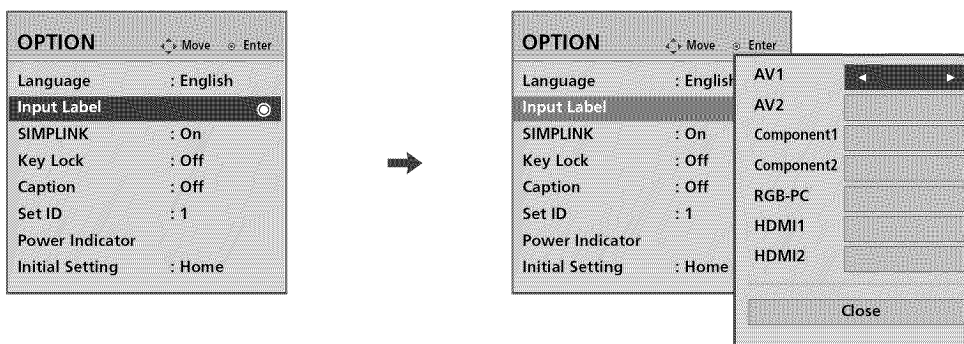 OPTION Move Enter
Language : English
Input Label
SIMPLINK : On
Key Lock : Off
Caption : Off
Set ID : 1
Power Indicator
Initial Setting : Home
OPTION Move Enter
Language : English
Input Label
SIMPLINK : On
Key Lock : Off
Caption : Off
Set ID : 1
Power Indicator
Initial Setting : Home
AV1
AV2
Component1
Component2
RGB-PC
HDMI1
HDMI2
Close